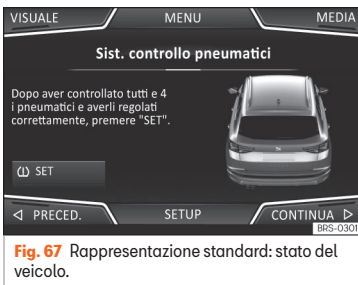 VISUALE MENU MEDIA
Sist. controllo pneumatici
Dopo aver controllato tutti e 4
i pneumatici e averli regolati
correttamente, premere "SET".
SET
PRECED. SETUP CONTINUA
BRS-0301
Fig. 67 Rappresentazione standard: stato del
veicolo.